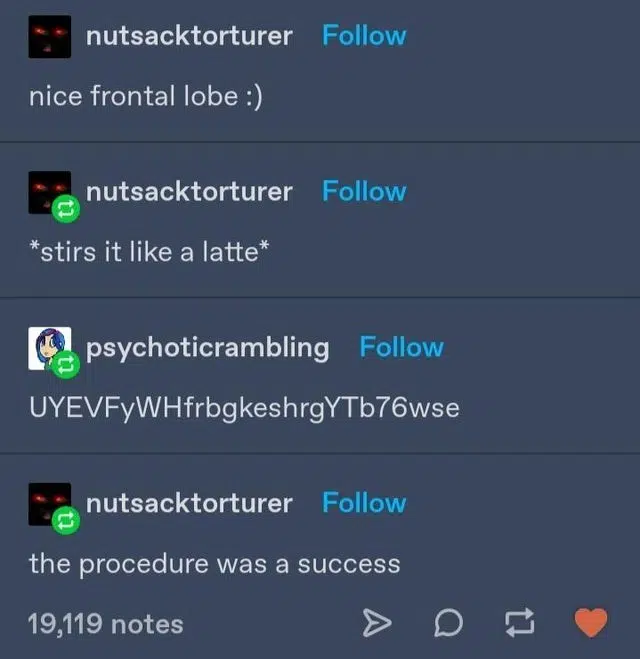 nutsacktorturer Follow
nice frontal lobe :)
nutsacktorturer Follow
*stirs it like a latte*
psychoticrambling Follow
UYEVFyWHfrbgkeshrgYTb76wse
nutsacktorturer Follow
the procedure was a success
19,119 notes